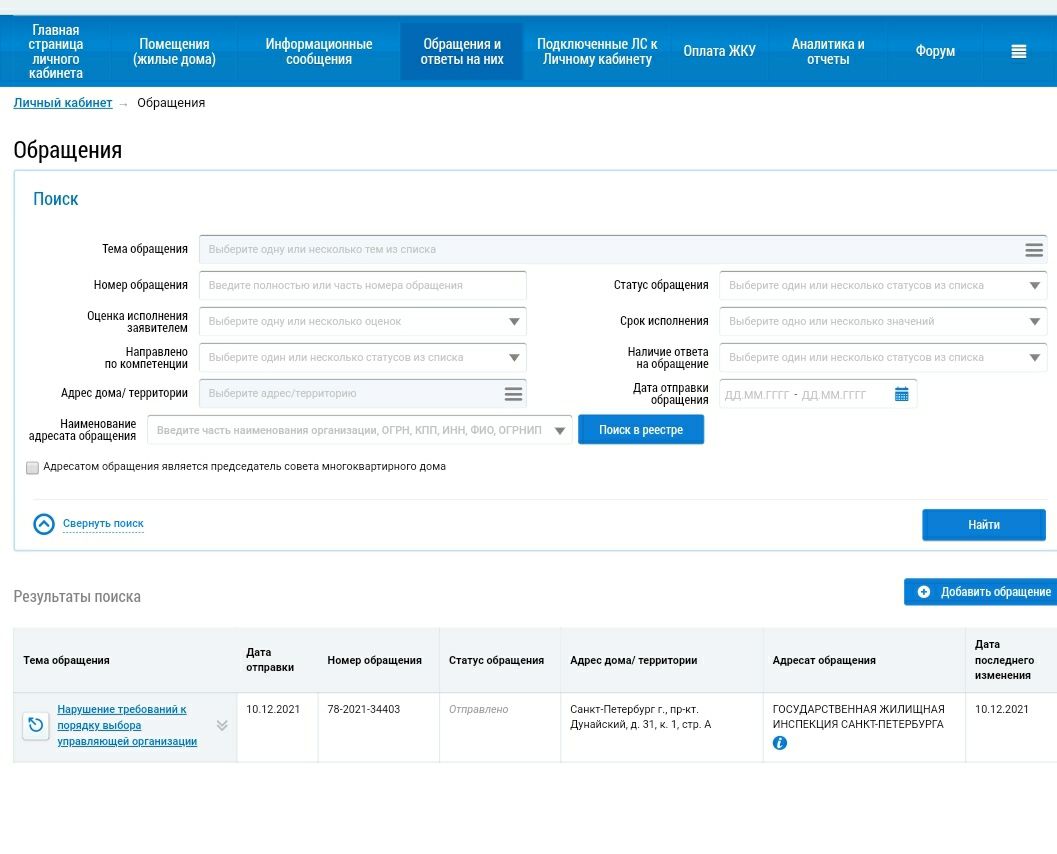 Главная
страница
личного
кабинета
Помещения
(жилые дома)
Информационные
сообщения
Обращения и
ответы на них
Подключенные ЛС к
Личному кабинету
Оплата ЖКУ
Аналитика и
отчеты
Форум
Личный кабинет → Обращения
Обращения
Поиск
Тема обращения Выберите одну или несколько тем из списка
Номер обращения Введите полностью или часть номера обращения
Статус обращения Выберите один или несколько статусов из списка
Оценка исполнения
заявителем
Выберите одну или несколько оценок
Срок исполнения Выберите одно или несколько значений
Направлено
по компетенции
Выберите один или несколько статусов из списка
Наличие ответа
на обращение
Выберите один или несколько статусов из списка
Адрес дома/ территории Выберите адрес/территорию
Дата отправки
обращения
ДД.ММ.ГГГГ - ДД.ММ.ГГГГ
Наименование
адресата обращения
Введите часть наименования организации, ОГРН, КПП, ИНН, ФИО, ОГРНИП
Поиск в реестре
Адресатом обращения является председатель совета многоквартирного дома
Свернуть поиск
Найти
Результаты поиска
Добавить обращение
Тема обращения
Дата
отправки
Номер обращения
Статус обращения
Адрес дома/ территории
Адресат обращения
Дата
последнего
изменения
Нарушение требований к
порядку выбора
управляющей организации
10.12.2021
78-2021-34403
Отправлено
Санкт-Петербург г., пр-кт.
Дунайский, д. 31, к. 1, стр. А
ГОСУДАРСТВЕННАЯ ЖИЛИЩНАЯ
ИНСПЕКЦИЯ САНКТ-ПЕТЕРБУРГА
10.12.2021